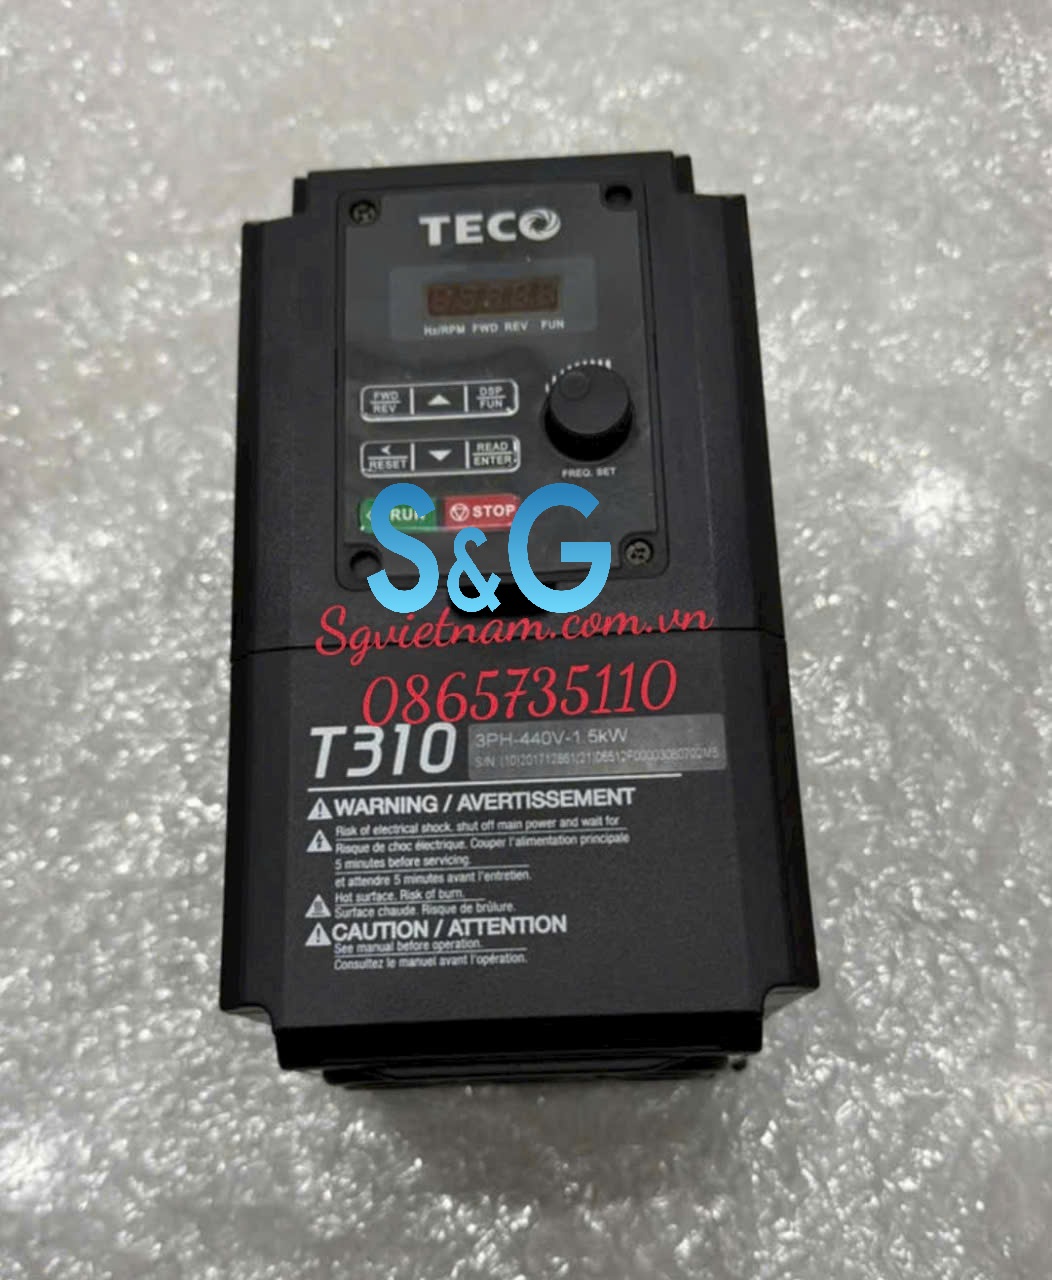 TECO
Hz/RPM FWD REV FUN
FWD
REV
DSP
FUN
<
RESET
READ
ENTER
FREQ. SET
RUN
STOP
S&G
Sgvietnam.com.vn
0865735110
T310
3PH-440V-1.5kW
S/N
WARNING / AVERTISSEMENT
Risk of electrical shock, shut off main power and wait for
Risque de choc électrique. Couper l'alimentation principale
5 minutes before servicing.
et attendre 5 minutes avant l'entretien.
Hot surface. Risk of burn.
Surface chaude. Risque de brûlure.
CAUTION / ATTENTION
See manual before operation.
Consultez le manuel avant l'opération.